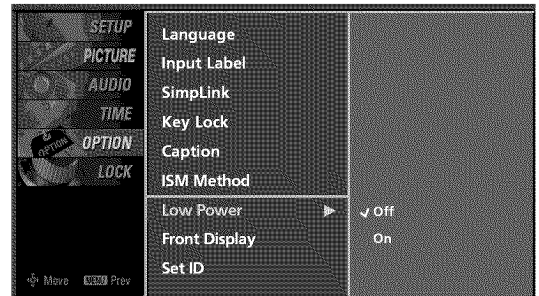 SETUP
PICTURE
AUDIO
TIME
OPTION
OPTION
LOCK
Move MENU Prev
Language
Input Label
SimpLink
Key Lock
Caption
ISM Method
Low Power
Front Display
Set ID
Off
On